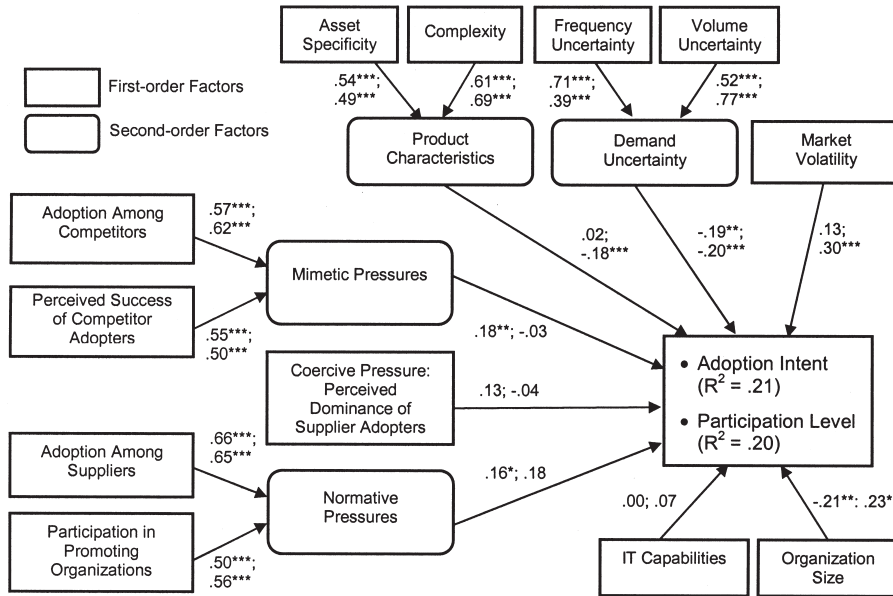 Asset
Specificity
Complexity
Frequency
Uncertainty
Volume
Uncertainty
First-order Factors
Second-order Factors
.54***;
.49***
.61***;
.69***
.71***;
.39***
.52***;
.77***
Product
Characteristics
Demand
Uncertainty
Market
Volatility
Adoption Among
Competitors
.57***;
.62***
.02;
-.18***
-.19**;
-.20***
.13;
.30***
Mimetic Pressures
Perceived Success
of Competitor
Adopters
.55***;
.50***
.18**; -.03
Coercive Pressure:
Perceived
Dominance of
Supplier Adopters
.13; -.04
• Adoption Intent
(R² = .21)
• Participation Level
(R² = .20)
Adoption Among
Suppliers
.66***;
.65***
Normative
Pressures
.16*; .18
Participation in
Promoting
Organizations
.50***;
.56***
.00; .07
-.21**: .23*
IT Capabilities
Organization
Size